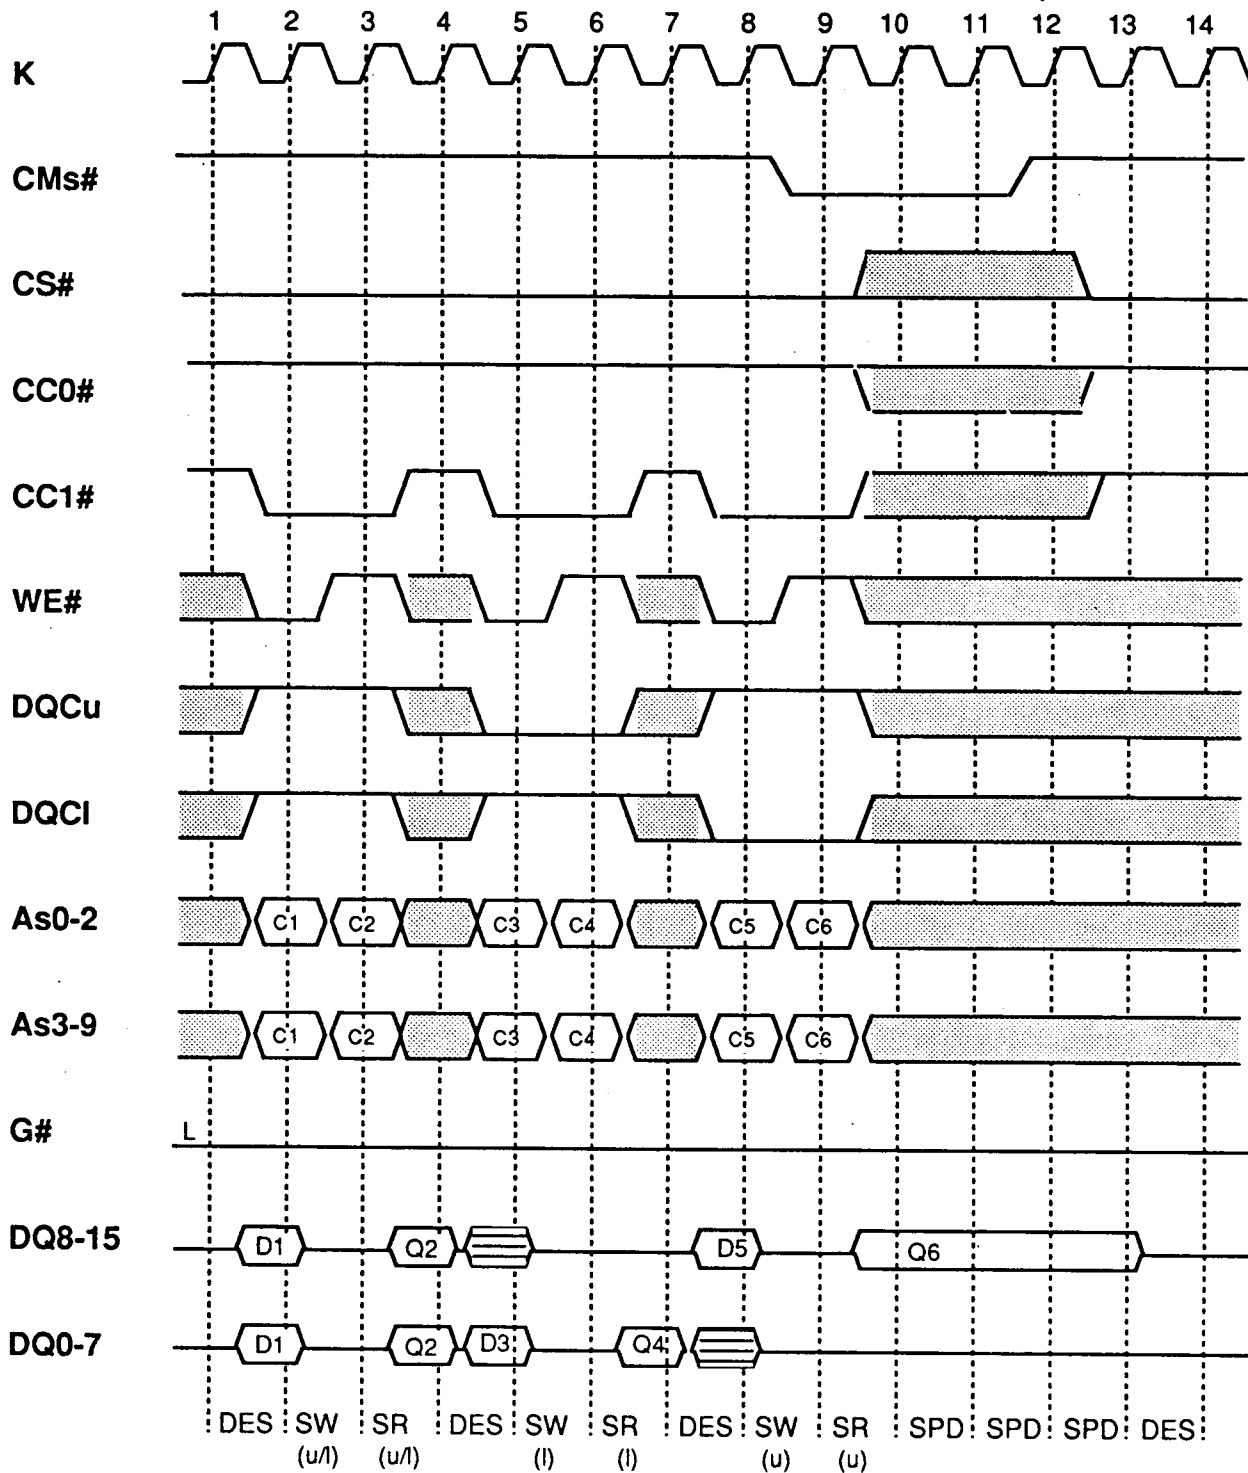 1 2 3 4 5 6 7 8 9 10 11 12 13 14
K
CMs#
CS#
CC0#
CC1#
WE#
DQCu
DQCl
As0-2 C1 C2 C3 C4 C5 C6
As3-9 C1 C2 C3 C4 C5 C6
G# L
DQ8-15 D1 Q2 D5 Q6
DQ0-7 D1 Q2 D3 Q4
DES SW SR DES SW SR DES SW SR SPD SPD SPD DES
(u/l) (u/l) (l) (l) (u) (u)